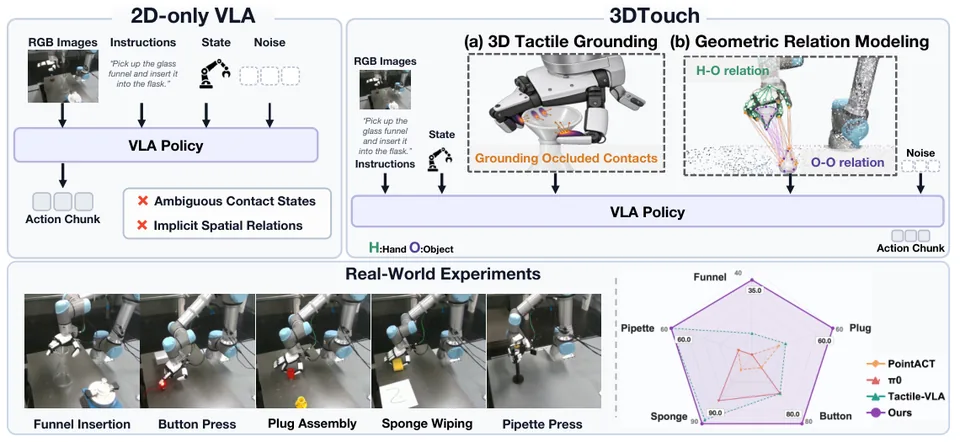 2D-only VLA
RGB Images
Instructions
State
Noise
"Pick up the glass
funnel and insert it
into the flask."
VLA Policy
Action Chunk
Ambiguous Contact States
Implicit Spatial Relations
3DTouch
(a) 3D Tactile Grounding
(b) Geometric Relation Modeling
RGB Images
"Pick up the
glass funnel
and insert it
into the flask."
Instructions
State
Grounding Occluded Contacts
H-O relation
O-O relation
Noise
VLA Policy
H:Hand O:Object
Action Chunk
Real-World Experiments
Funnel Insertion
Button Press
Plug Assembly
Sponge Wiping
Pipette Press
2
Funnel
40
35.0
Pipette
60
60.0
Plug
60
60.0
Sponge
90
90.0
Button
80
80.0
PointACT
π0
Tactile-VLA
Ours